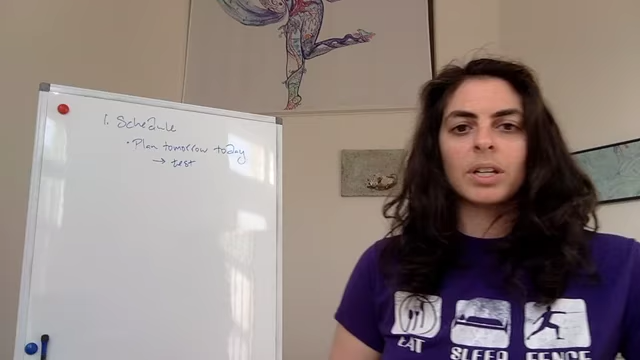 1. Schedule
• Plan tomorrow today
→ test
EAT SLEEP FENCE